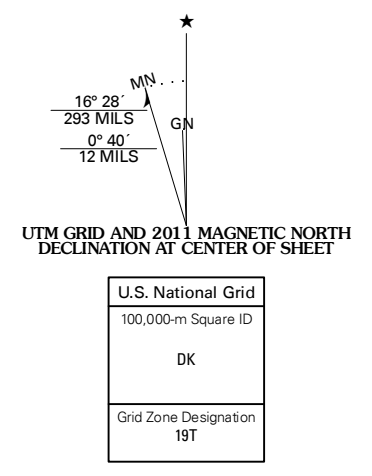 ★
MN
16° 28´
293 MILS
GN
0° 40´
12 MILS
UTM GRID AND 2011 MAGNETIC NORTH
DECLINATION AT CENTER OF SHEET
U.S. National Grid
100,000-m Square ID
DK
Grid Zone Designation
19T